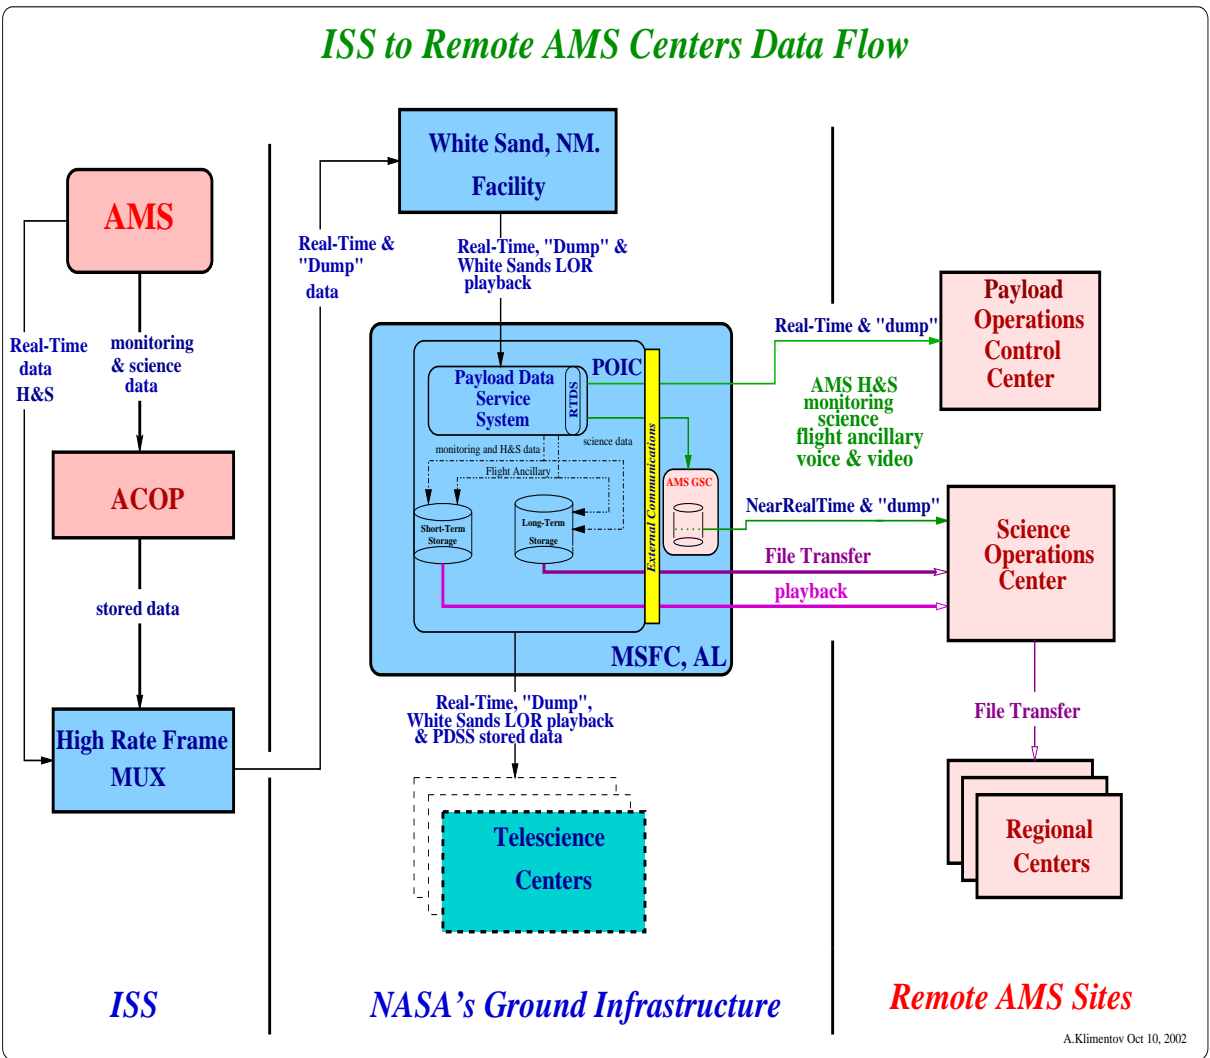 ISS to Remote AMS Centers Data Flow
White Sand, NM.
Facility
AMS
Real-Time &
"Dump"
data
Real-Time, "Dump" &
White Sands LOR
playback
Real-Time
data
H&S
monitoring
& science
data
ACOP
stored data
High Rate Frame
MUX
POIC
Payload Data
Service
System
RTDS
science data
monitoring and H&S data
Flight Ancillary
Short-Term
Storage
Long-Term
Storage
External Communications
AMS GSC
MSFC, AL
Real-Time & "dump"
Payload
Operations
Control
Center
AMS H&S
monitoring
science
flight ancillary
voice & video
NearRealTime & "dump"
File Transfer
playback
Science
Operations
Center
File Transfer
Regional
Centers
Real-Time, "Dump",
White Sands LOR playback
& PDSS stored data
Telescience
Centers
ISS
NASA's Ground Infrastructure
Remote AMS Sites
A.Klimentov Oct 10, 2002